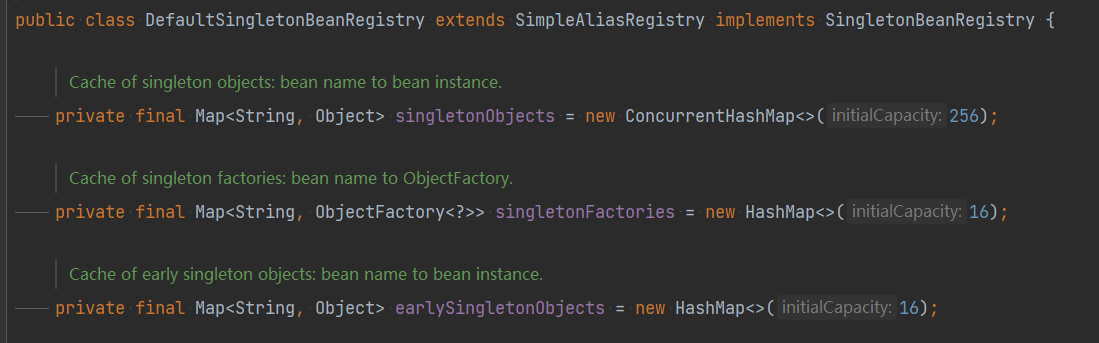 public class DefaultSingletonBeanRegistry extends SimpleAliasRegistry implements SingletonBeanRegistry {
Cache of singleton objects: bean name to bean instance.
private final Map<String, Object> singletonObjects = new ConcurrentHashMap<>( initialCapacity: 256);
Cache of singleton factories: bean name to ObjectFactory.
private final Map<String, ObjectFactory<?>> singletonFactories = new HashMap<>( initialCapacity: 16);
Cache of early singleton objects: bean name to bean instance.
private final Map<String, Object> earlySingletonObjects = new HashMap<>( initialCapacity: 16);